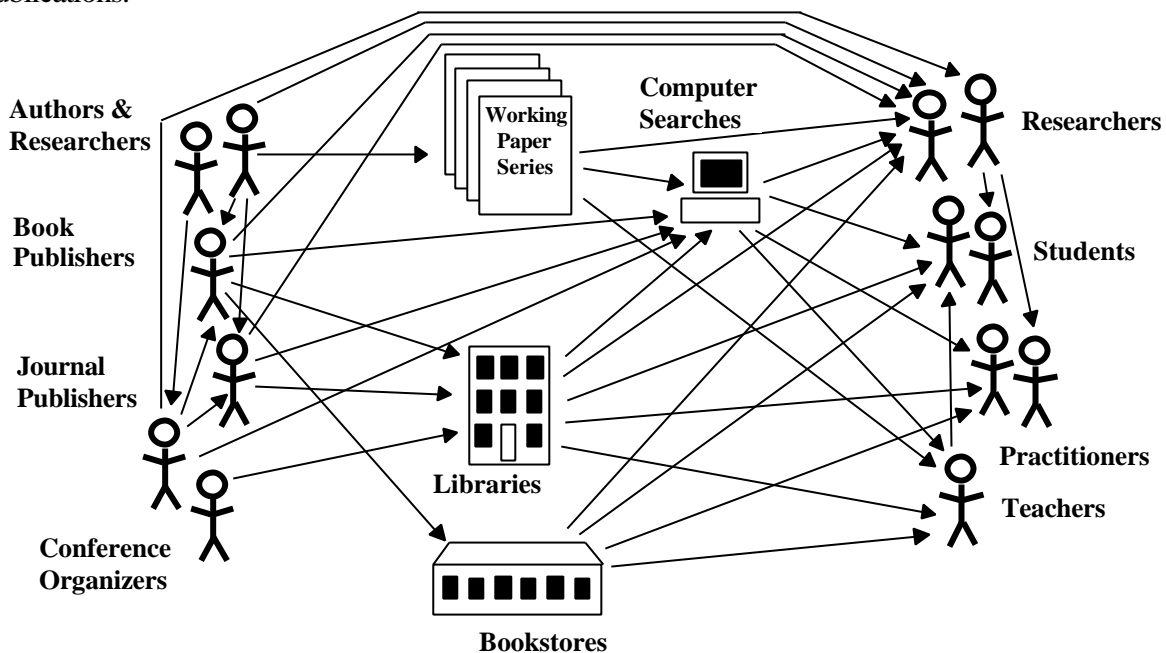 Authors &
Researchers
Book
Publishers
Journal
Publishers
Conference
Organizers
Working
Paper
Series
Computer
Searches
Libraries
Bookstores
Researchers
Students
Practitioners
Teachers